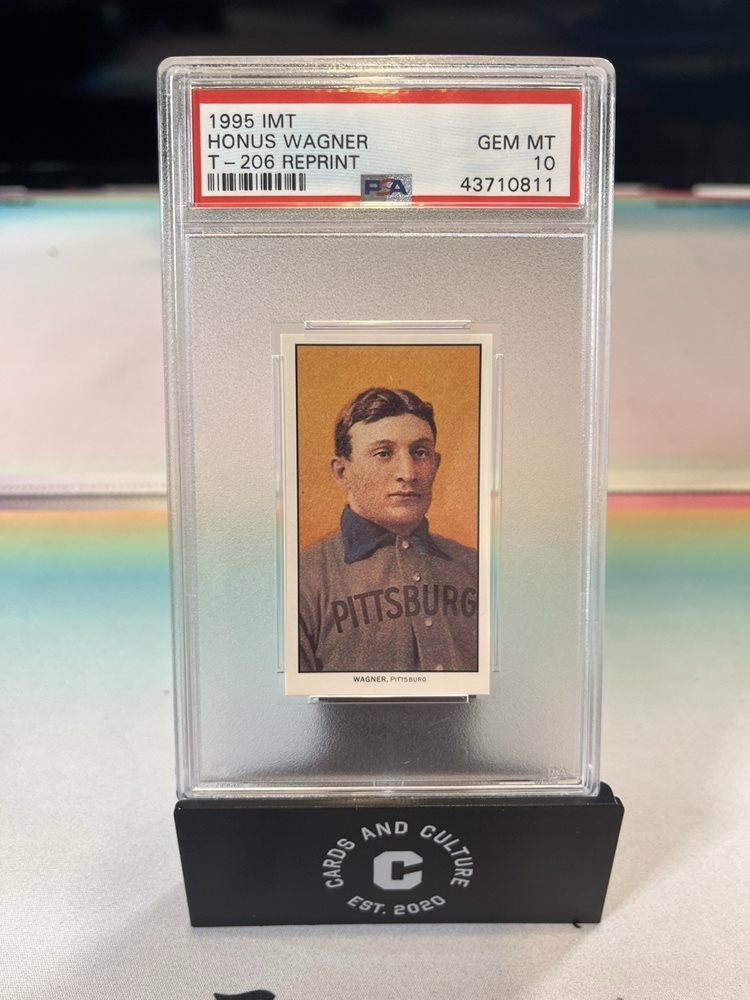 1995 IMT
HONUS WAGNER GEM MT
T-206 REPRINT 10
PSA 43710811
PITTSBURG
WAGNER, PITTSBURG
CARDS AND CULTURE
C
EST. 2020